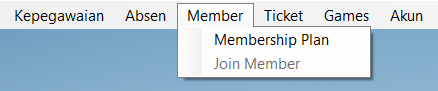 Kepegawaian Absen Member Ticket Games Akun
Membership Plan
Join Member